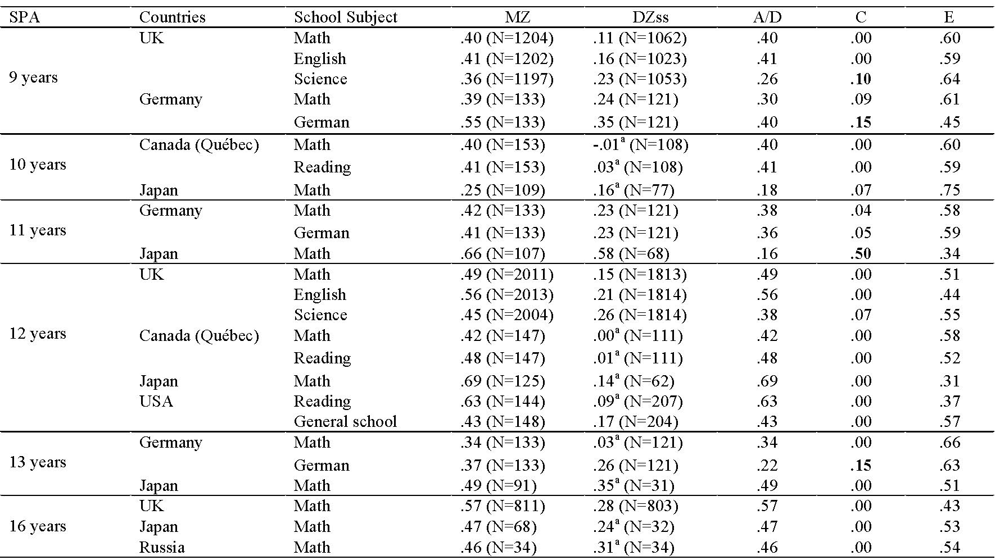 SPA Countries School Subject MZ DZss A/D C E
UK Math .40 (N=1204) .11 (N=1062) .40 .00 .60
English .41 (N=1202) .16 (N=1023) .41 .00 .59
9 years Science .36 (N=1197) .23 (N=1053) .26 .10 .64
Germany Math .39 (N=133) .24 (N=121) .30 .09 .61
German .55 (N=133) .35 (N=121) .40 .15 .45
Canada (Québec) Math .40 (N=153) -.01ª (N=108) .40 .00 .60
10 years Reading .41 (N=153) .03ª (N=108) .41 .00 .59
Japan Math .25 (N=109) .16ª (N=77) .18 .07 .75
Germany Math .42 (N=133) .23 (N=121) .38 .04 .58
11 years German .41 (N=133) .23 (N=121) .36 .05 .59
Japan Math .66 (N=107) .58 (N=68) .16 .50 .34
UK Math .49 (N=2011) .15 (N=1813) .49 .00 .51
English .56 (N=2013) .21 (N=1814) .56 .00 .44
Science .45 (N=2004) .26 (N=1814) .38 .07 .55
12 years Canada (Québec) Math .42 (N=147) .00ª (N=111) .42 .00 .58
Reading .48 (N=147) .01ª (N=111) .48 .00 .52
Japan Math .69 (N=125) .14ª (N=62) .69 .00 .31
USA Reading .63 (N=144) .09ª (N=207) .63 .00 .37
General school .43 (N=148) .17 (N=204) .43 .00 .57
Germany Math .34 (N=133) .03ª (N=121) .34 .00 .66
13 years German .37 (N=133) .26 (N=121) .22 .15 .63
Japan Math .49 (N=91) .35ª (N=31) .49 .00 .51
UK Math .57 (N=811) .28 (N=803) .57 .00 .43
16 years Japan Math .47 (N=68) .24ª (N=32) .47 .00 .53
Russia Math .46 (N=34) .31ª (N=34) .46 .00 .54